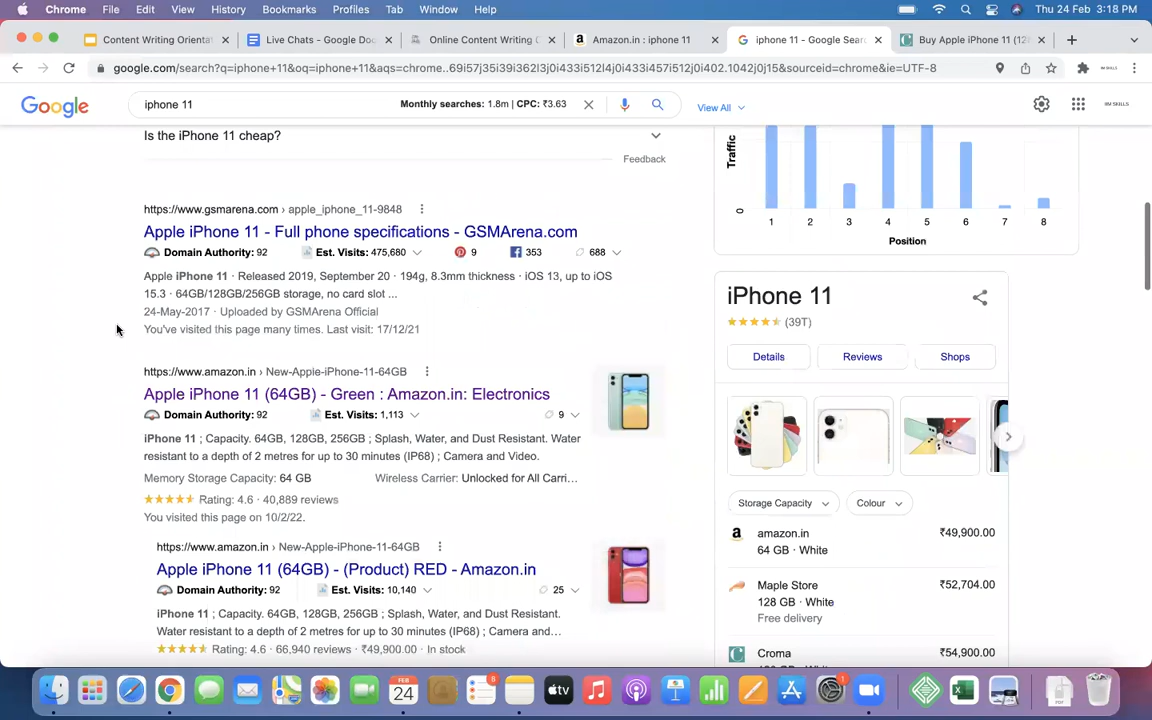 Chrome File Edit View History Bookmarks Profiles Tab Window Help Thu 24 Feb 3:18 PM
Content Writing Orienta × Live Chats - Google Doc × Online Content Writing C × Amazon.in : iphone 11 × iphone 11 - Google Sear × Buy Apple iPhone 11 (12 × +
google.com/search?q=iphone+11&oq=iphone+11&aqs=chrome..69i57j35i39i362l3j0i433i512l4j0i433i457i512j0i402.1042j0j15&sourceid=chrome&ie=UTF-8
IIM SKILLS
Google
iphone 11 Monthly searches: 1.8m | CPC: ₹3.63
View All
IIM SKILLS
Is the iPhone 11 cheap?
Feedback
https://www.gsmarena.com › apple_iphone_11-9848
Apple iPhone 11 - Full phone specifications - GSMArena.com
Domain Authority: 92 Est. Visits: 475,680 9 353 688
Apple iPhone 11 · Released 2019, September 20 · 194g, 8.3mm thickness · iOS 13, up to iOS
15.3 · 64GB/128GB/256GB storage, no card slot ...
24-May-2017 · Uploaded by GSMArena Official
You've visited this page many times. Last visit: 17/12/21
https://www.amazon.in › New-Apple-iPhone-11-64GB
Apple iPhone 11 (64GB) - Green : Amazon.in: Electronics
Domain Authority: 92 Est. Visits: 1,113 9
iPhone 11 ; Capacity. 64GB, 128GB, 256GB ; Splash, Water, and Dust Resistant. Water
resistant to a depth of 2 metres for up to 30 minutes (IP68) ; Camera and Video.
Memory Storage Capacity: 64 GB Wireless Carrier: Unlocked for All Carri...
Rating: 4.6 · 40,889 reviews
You visited this page on 10/2/22.
https://www.amazon.in › New-Apple-iPhone-11-64GB
Apple iPhone 11 (64GB) - (Product) RED - Amazon.in
Domain Authority: 92 Est. Visits: 10,140 25
iPhone 11 ; Capacity. 64GB, 128GB, 256GB ; Splash, Water, and Dust Resistant.
Water resistant to a depth of 2 metres for up to 30 minutes (IP68) ; Camera and...
Rating: 4.6 · 66,940 reviews · ₹49,900.00 · In stock
Traffic
0
1 2 3 4 5 6 7 8
Position
iPhone 11
(39T)
Details Reviews Shops
Storage Capacity Colour
amazon.in ₹49,900.00
64 GB · White
Maple Store ₹52,704.00
128 GB · White
Free delivery
Croma ₹54,900.00
8
FEB
24
tv
1